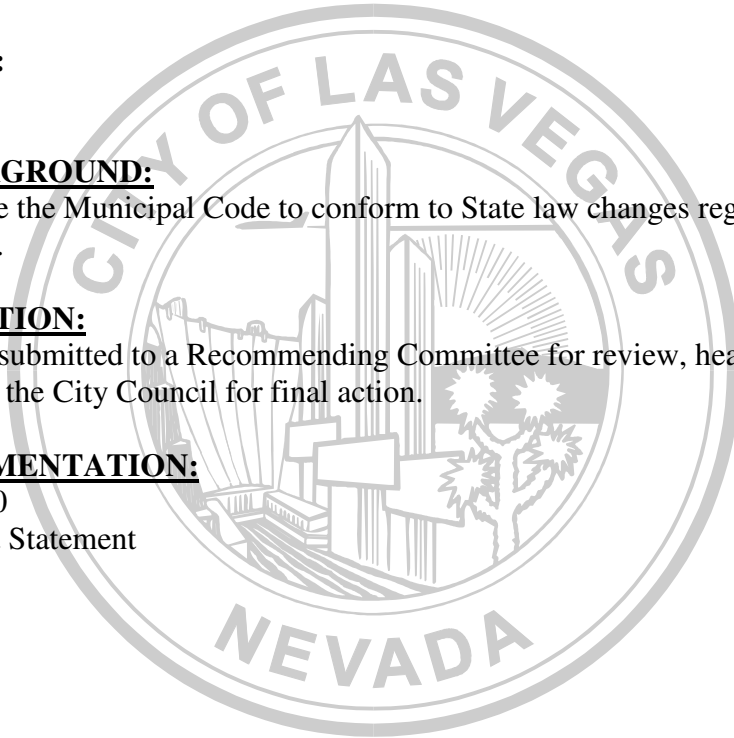 :
CITY OF LAS VEGAS
GROUND:
e the Municipal Code to conform to State law changes reg
.
TION:
submitted to a Recommending Committee for review, hea
the City Council for final action.
MENTATION:
0
Statement
NEVADA